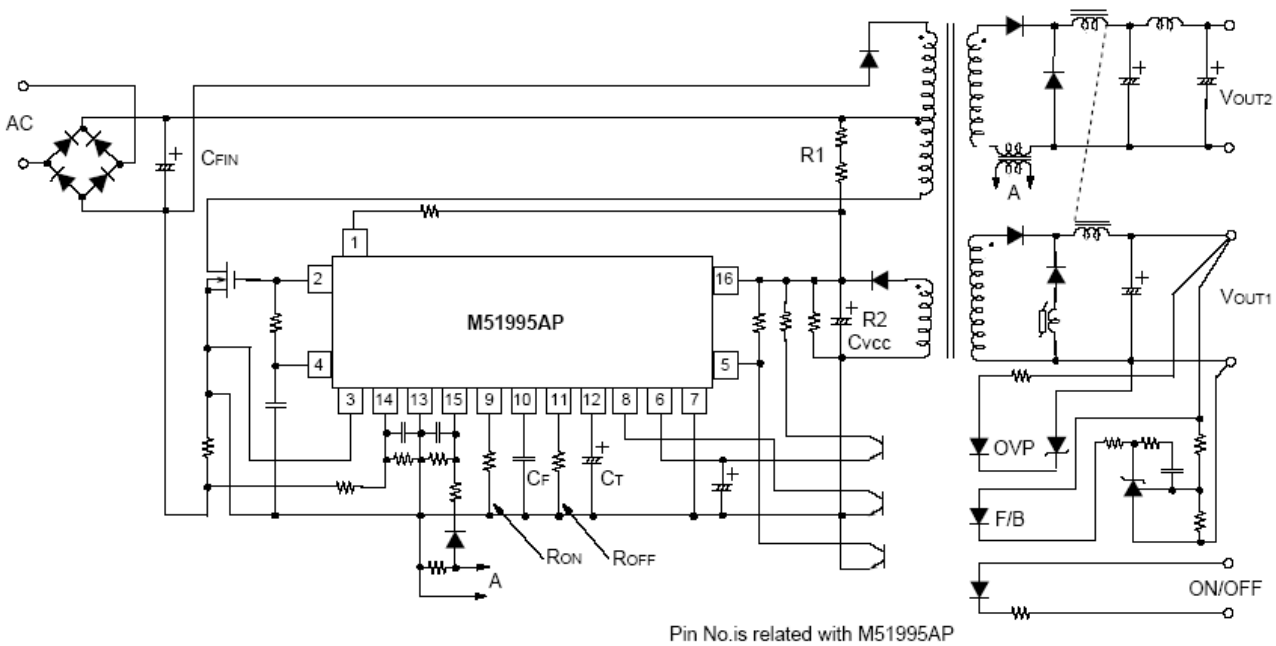 AC
CFIN
R1
VOUT2
A
1
2
16
M51995AP
R2
CVCC
VOUT1
4
5
3
14
13
15
9
10
11
12
8
6
7
OVP
CF
CT
F/B
RON
ROFF
A
ON/OFF
Pin No.is related with M51995AP